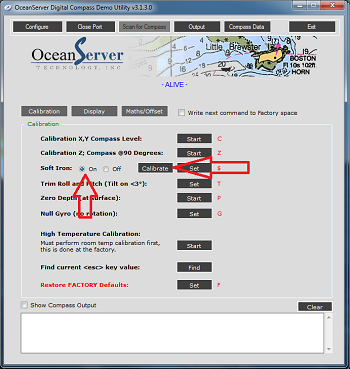 OceanServer Digital Compass Demo Utility v3.1.3.0
Configure Close Port Scan for Compass Output Compass Data Exit
OceanServer
TECHNOLOGY, INC.
Little Brewster
BOSTON
Fl 10s 102ft
HORN
- ALIVE -
Calibration Display Maths/Offset Write next command to Factory space
Calibration
Calibration X,Y Compass Level: Start C
Calibration Z; Compass @90 Degrees: Start Z
Soft Iron: On Off Calibrate Set $
Trim Roll and Pitch (Tilt on <3°): Set T
Zero Depth (at surface): Start P
Null Gyro (no rotation): Set G
High Temperature Calibration:
Must perform room temp calibration first,
this is done at the factory.
Start
Find current <esc> key value: Find
Restore FACTORY Defaults: Set F
Show Compass Output Clear